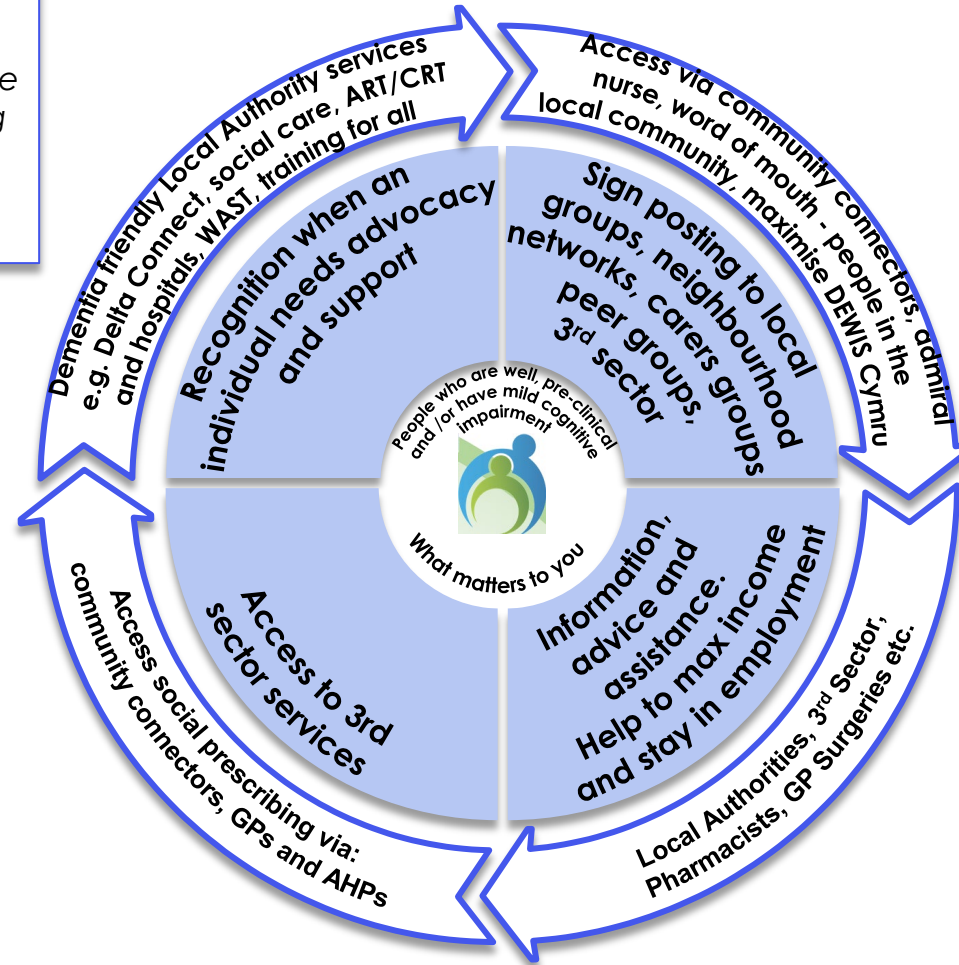 Dementia friendly Local Authority services
e.g. Delta Connect, social care, ART/CRT
and hospitals, WAST, training for all
Access via community connectors, admiral
nurse, word of mouth - people in the
local community, maximise DEWIS Cymru
Recognition when an
individual needs advocacy
and support
Sign posting to local
groups, neighbourhood
networks, carers groups
peer groups,
3rd sector
People who are well, pre-clinical
and /or have mild cognitive
impairment
What matters to you
Access to 3rd
sector services
Information,
advice and
assistance.
Help to max income
and stay in employment
Access social prescribing via:
community connectors, GPs and AHPs
Local Authorities, 3rd Sector,
Pharmacists, GP Surgeries etc.